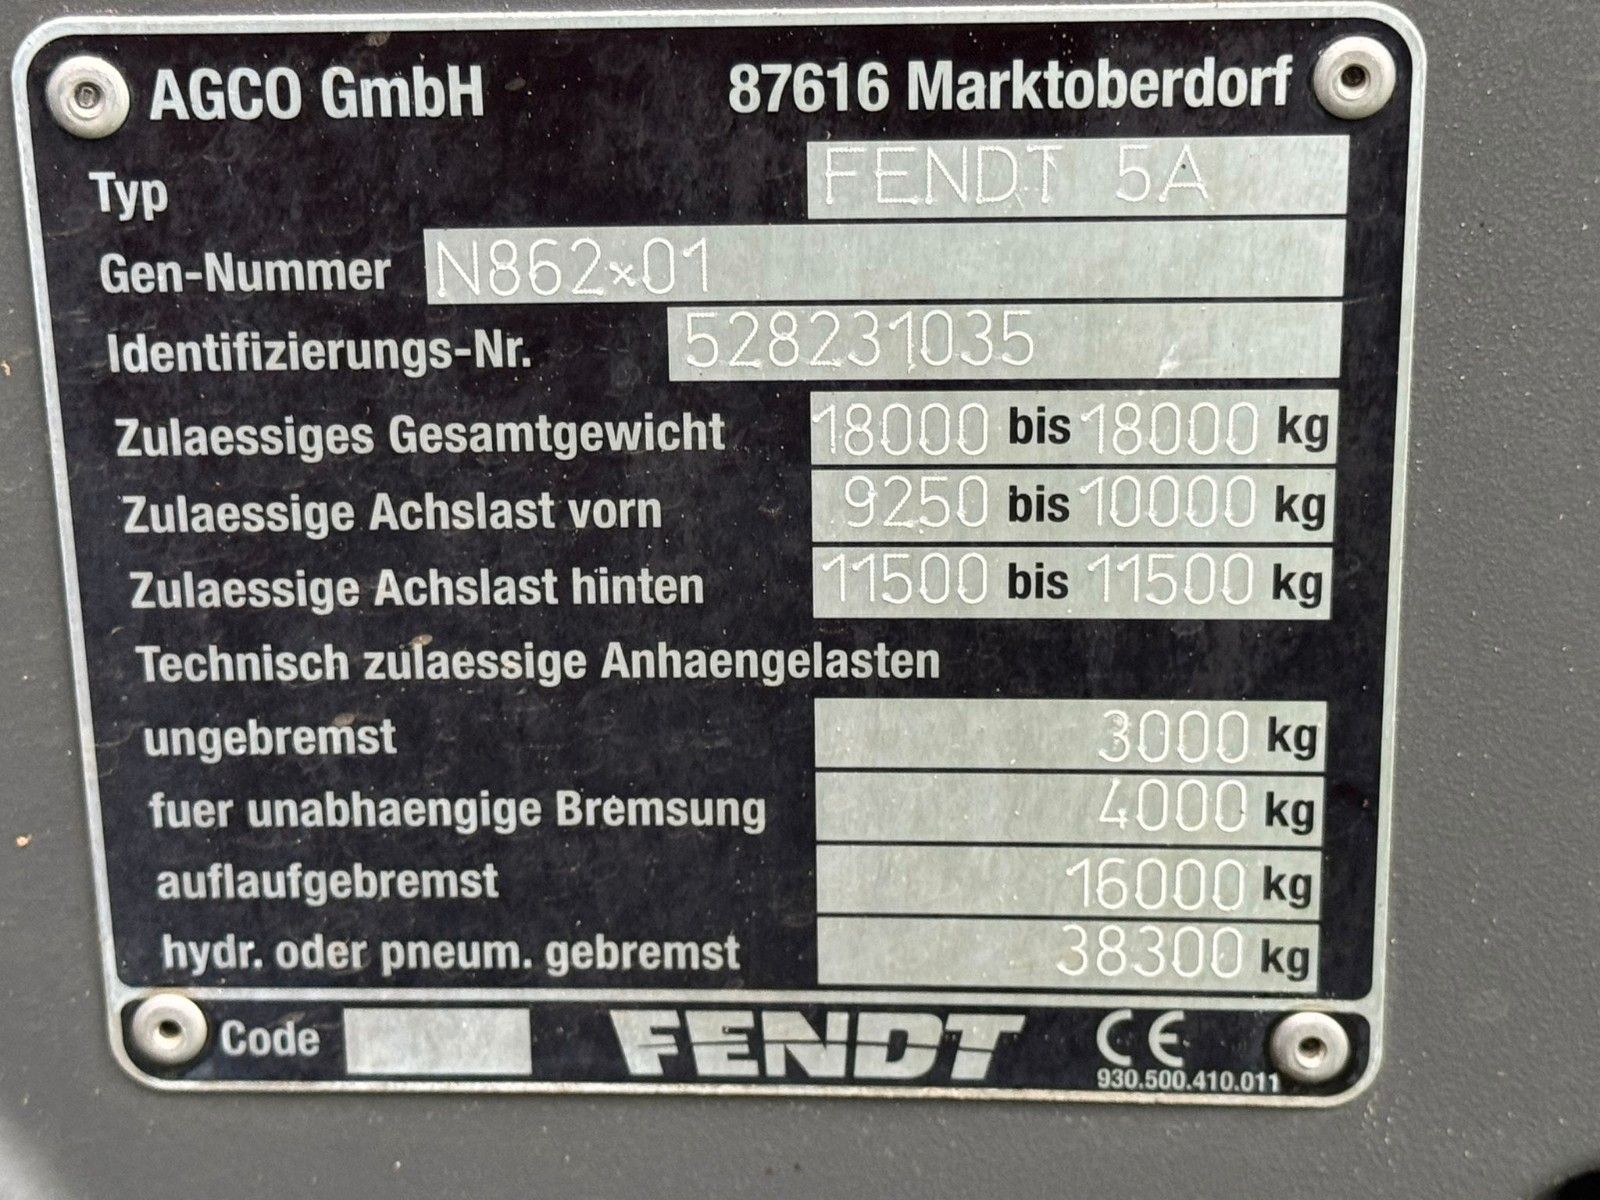 AGCO GmbH 87616 Marktoberdorf
Typ FENDT 5A
Gen-Nummer N862×01
Identifizierungs-Nr. 528231035
Zulaessiges Gesamtgewicht 18000 bis 18000 kg
Zulaessige Achslast vorn 9250 bis 10000 kg
Zulaessige Achslast hinten 11500 bis 11500 kg
Technisch zulaessige Anhaengelasten
ungebremst 3000 kg
fuer unabhaengige Bremsung 4000 kg
auflaufgebremst 16000 kg
hydr. oder pneum. gebremst 38300 kg
Code FENDT CE
930.500.410.011